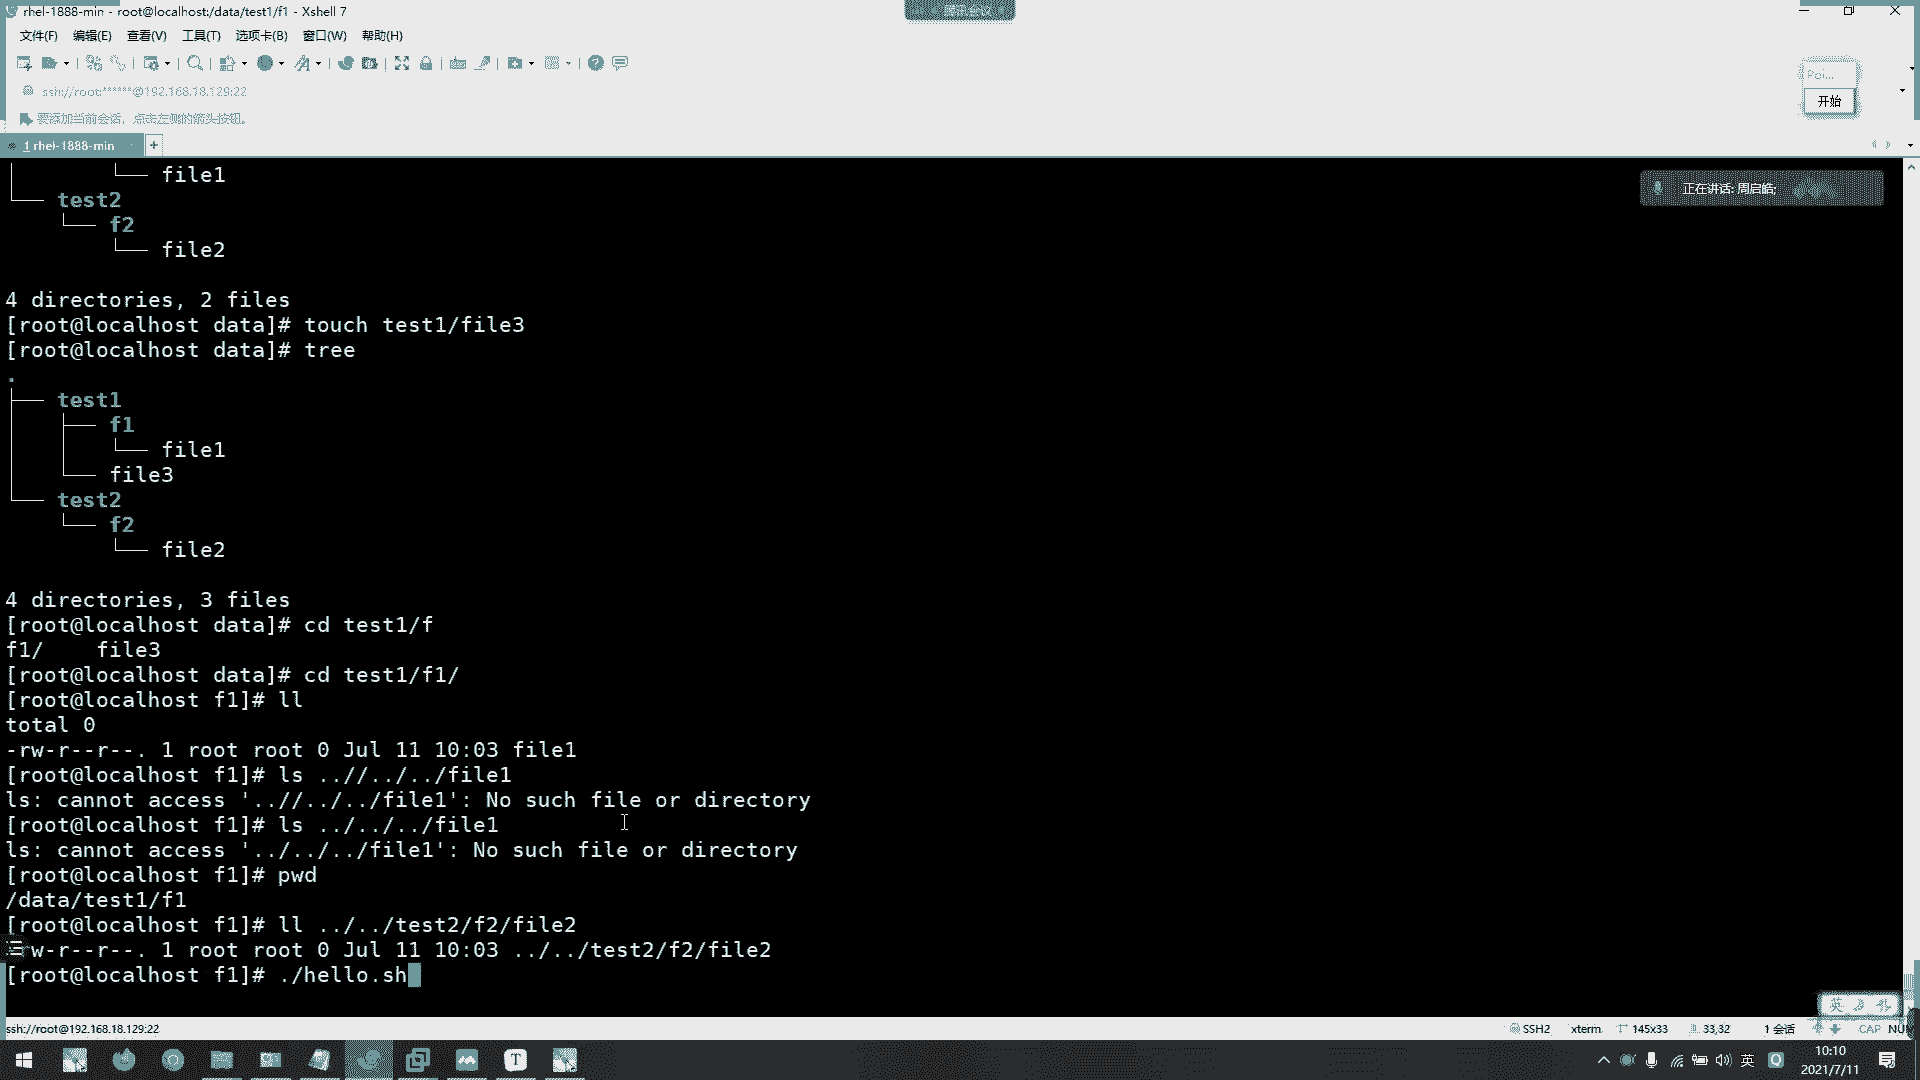 rhel-1888-min - root@localhost:/data/test1/f1 - Xshell 7
腾讯会议
文件(F) 编辑(E) 查看(V) 工具(T) 选项卡(B) 窗口(W) 帮助(H)
ssh://root:******@192.168.18.129:22
Poi...
开始
要添加当前会话，点击左侧的箭头按钮。
1 rhel-1888-min
+
└── file1
└── test2
└── f2
└── file2
正在讲话: 周启皓;
4 directories, 2 files
[root@localhost data]# touch test1/file3
[root@localhost data]# tree
.
├── test1
│   ├── f1
│   │   └── file1
│   └── file3
└── test2
└── f2
└── file2
4 directories, 3 files
[root@localhost data]# cd test1/f
f1/    file3
[root@localhost data]# cd test1/f1/
[root@localhost f1]# ll
total 0
-rw-r--r--. 1 root root 0 Jul 11 10:03 file1
[root@localhost f1]# ls ..//../../file1
ls: cannot access '..//../../file1': No such file or directory
[root@localhost f1]# ls ../../../file1
ls: cannot access '../../../file1': No such file or directory
[root@localhost f1]# pwd
/data/test1/f1
[root@localhost f1]# ll ../../test2/f2/file2
rw-r--r--. 1 root root 0 Jul 11 10:03 ../../test2/f2/file2
[root@localhost f1]# ./hello.sh
英
ssh://root@192.168.18.129:22 SSH2 xterm 145x33 33,32 1 会话 CAP NUM
T 英 Q 10:10
2021/7/11